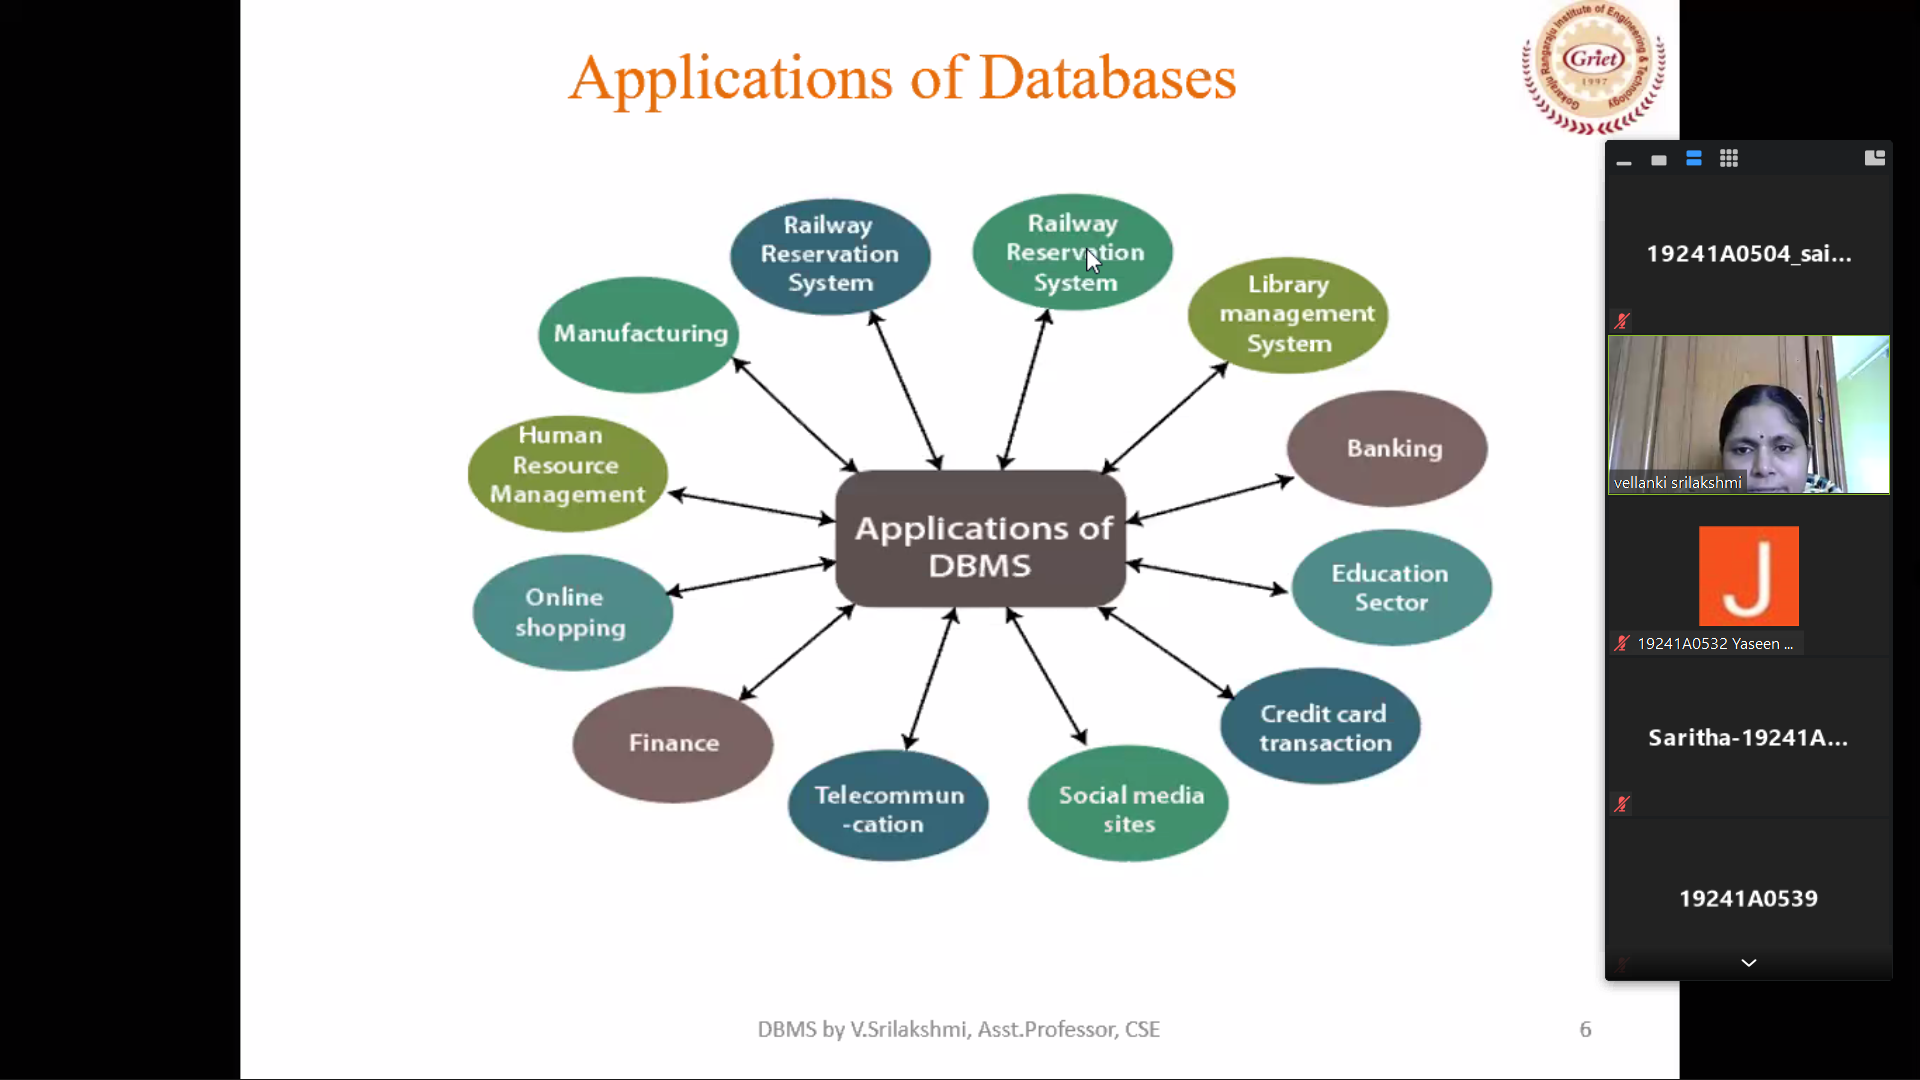 Applications of Databases
Gokaraju Rangaraju Institute of Engineering & Technology
Griet
1997
Railway
Reservation
System
Railway
Reservation
System
Library
management
System
Manufacturing
Banking
Human
Resource
Management
Applications of
DBMS
Education
Sector
Online
shopping
Credit card
transaction
Finance
Telecommun
-cation
Social media
sites
DBMS by V.Srilakshmi, Asst.Professor, CSE
6
19241A0504_sai...
vellanki srilakshmi
J
19241A0532 Yaseen ...
Saritha-19241A...
19241A0539